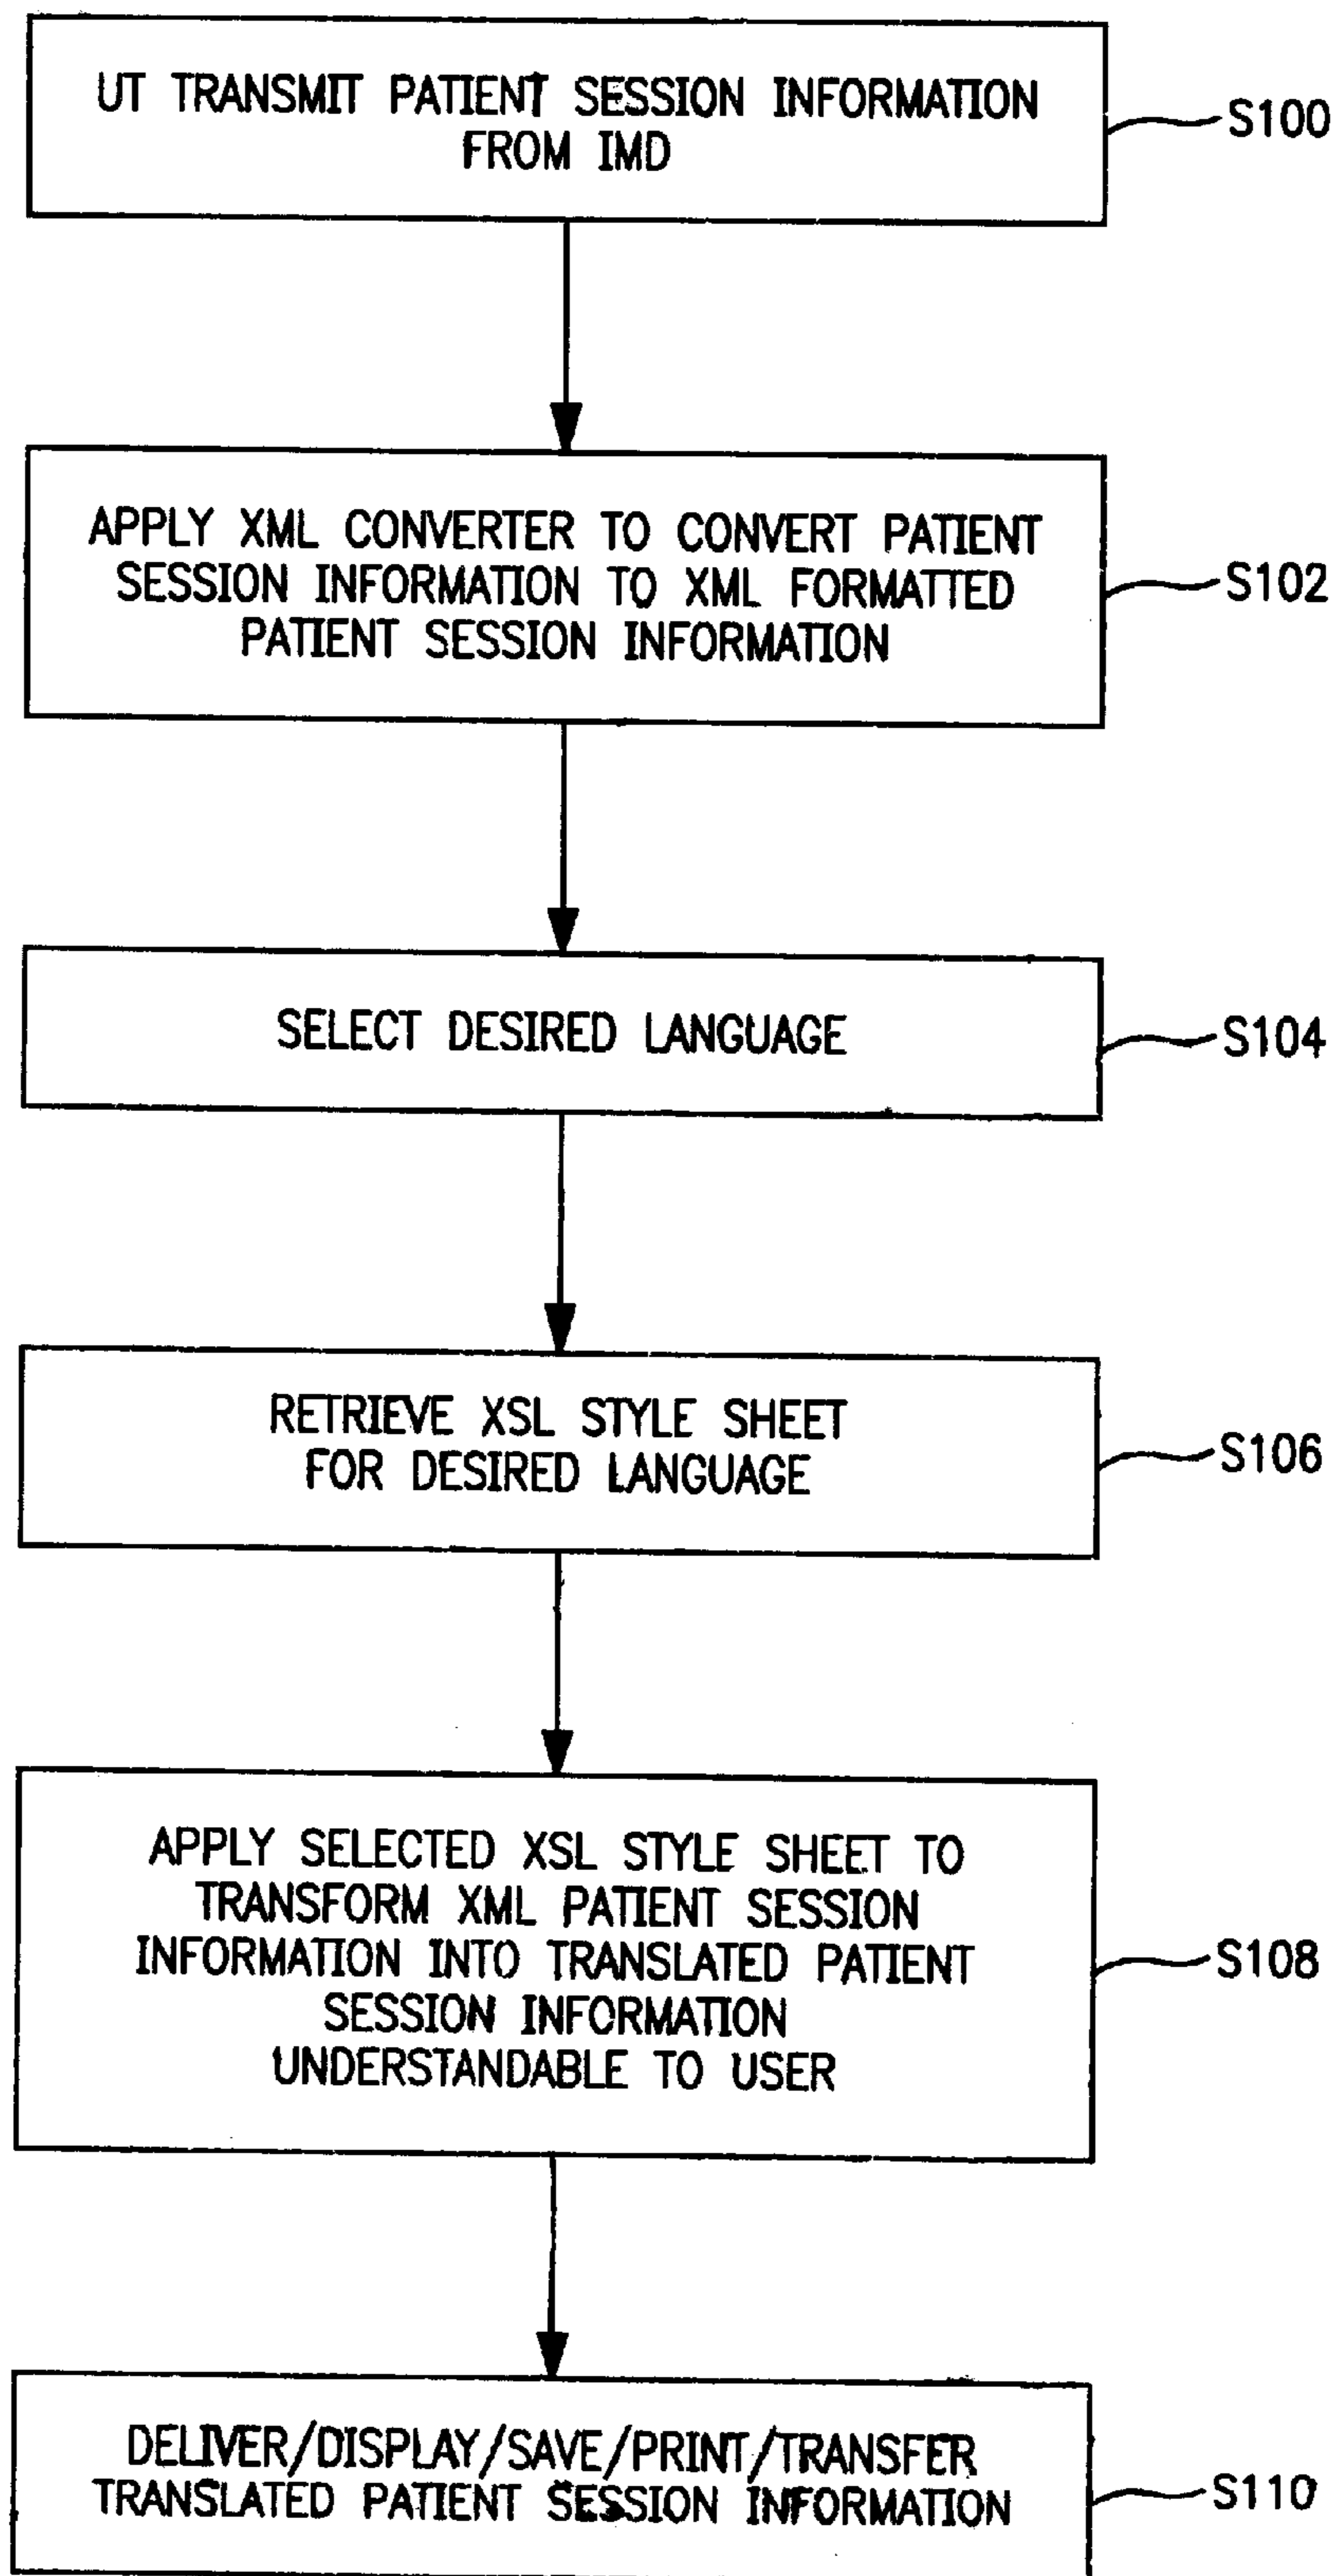 UT TRANSMIT PATIENT SESSION INFORMATION
FROM IMD
S100
APPLY XML CONVERTER TO CONVERT PATIENT
SESSION INFORMATION TO XML FORMATTED
PATIENT SESSION INFORMATION
S102
SELECT DESIRED LANGUAGE
S104
RETRIEVE XSL STYLE SHEET
FOR DESIRED LANGUAGE
S106
APPLY SELECTED XSL STYLE SHEET TO
TRANSFORM XML PATIENT SESSION
INFORMATION INTO TRANSLATED PATIENT
SESSION INFORMATION
UNDERSTANDABLE TO USER
S108
DELIVER/DISPLAY/SAVE/PRINT/TRANSFER
TRANSLATED PATIENT SESSION INFORMATION
S110